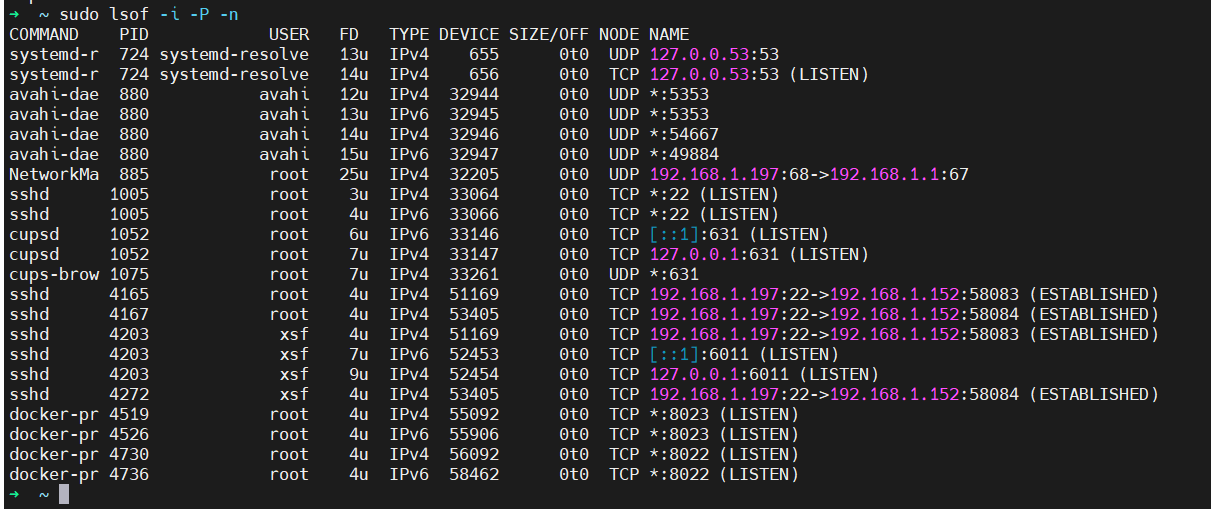 ➜  ~ sudo lsof -i -P -n
COMMAND    PID            USER   FD   TYPE DEVICE SIZE/OFF NODE NAME
systemd-r  724 systemd-resolve   13u  IPv4    655      0t0  UDP 127.0.0.53:53
systemd-r  724 systemd-resolve   14u  IPv4    656      0t0  TCP 127.0.0.53:53 (LISTEN)
avahi-dae  880           avahi   12u  IPv4  32944      0t0  UDP *:5353
avahi-dae  880           avahi   13u  IPv6  32945      0t0  UDP *:5353
avahi-dae  880           avahi   14u  IPv4  32946      0t0  UDP *:54667
avahi-dae  880           avahi   15u  IPv6  32947      0t0  UDP *:49884
NetworkMa  885            root   25u  IPv4  32205      0t0  UDP 192.168.1.197:68->192.168.1.1:67
sshd      1005            root    3u  IPv4  33064      0t0  TCP *:22 (LISTEN)
sshd      1005            root    4u  IPv6  33066      0t0  TCP *:22 (LISTEN)
cupsd     1052            root    6u  IPv6  33146      0t0  TCP [::1]:631 (LISTEN)
cupsd     1052            root    7u  IPv4  33147      0t0  TCP 127.0.0.1:631 (LISTEN)
cups-brow 1075            root    7u  IPv4  33261      0t0  UDP *:631
sshd      4165            root    4u  IPv4  51169      0t0  TCP 192.168.1.197:22->192.168.1.152:58083 (ESTABLISHED)
sshd      4167            root    4u  IPv4  53405      0t0  TCP 192.168.1.197:22->192.168.1.152:58084 (ESTABLISHED)
sshd      4203             xsf    4u  IPv4  51169      0t0  TCP 192.168.1.197:22->192.168.1.152:58083 (ESTABLISHED)
sshd      4203             xsf    7u  IPv6  52453      0t0  TCP [::1]:6011 (LISTEN)
sshd      4203             xsf    9u  IPv4  52454      0t0  TCP 127.0.0.1:6011 (LISTEN)
sshd      4272             xsf    4u  IPv4  53405      0t0  TCP 192.168.1.197:22->192.168.1.152:58084 (ESTABLISHED)
docker-pr 4519            root    4u  IPv4  55092      0t0  TCP *:8023 (LISTEN)
docker-pr 4526            root    4u  IPv6  55906      0t0  TCP *:8023 (LISTEN)
docker-pr 4730            root    4u  IPv4  56092      0t0  TCP *:8022 (LISTEN)
docker-pr 4736            root    4u  IPv6  58462      0t0  TCP *:8022 (LISTEN)
➜  ~